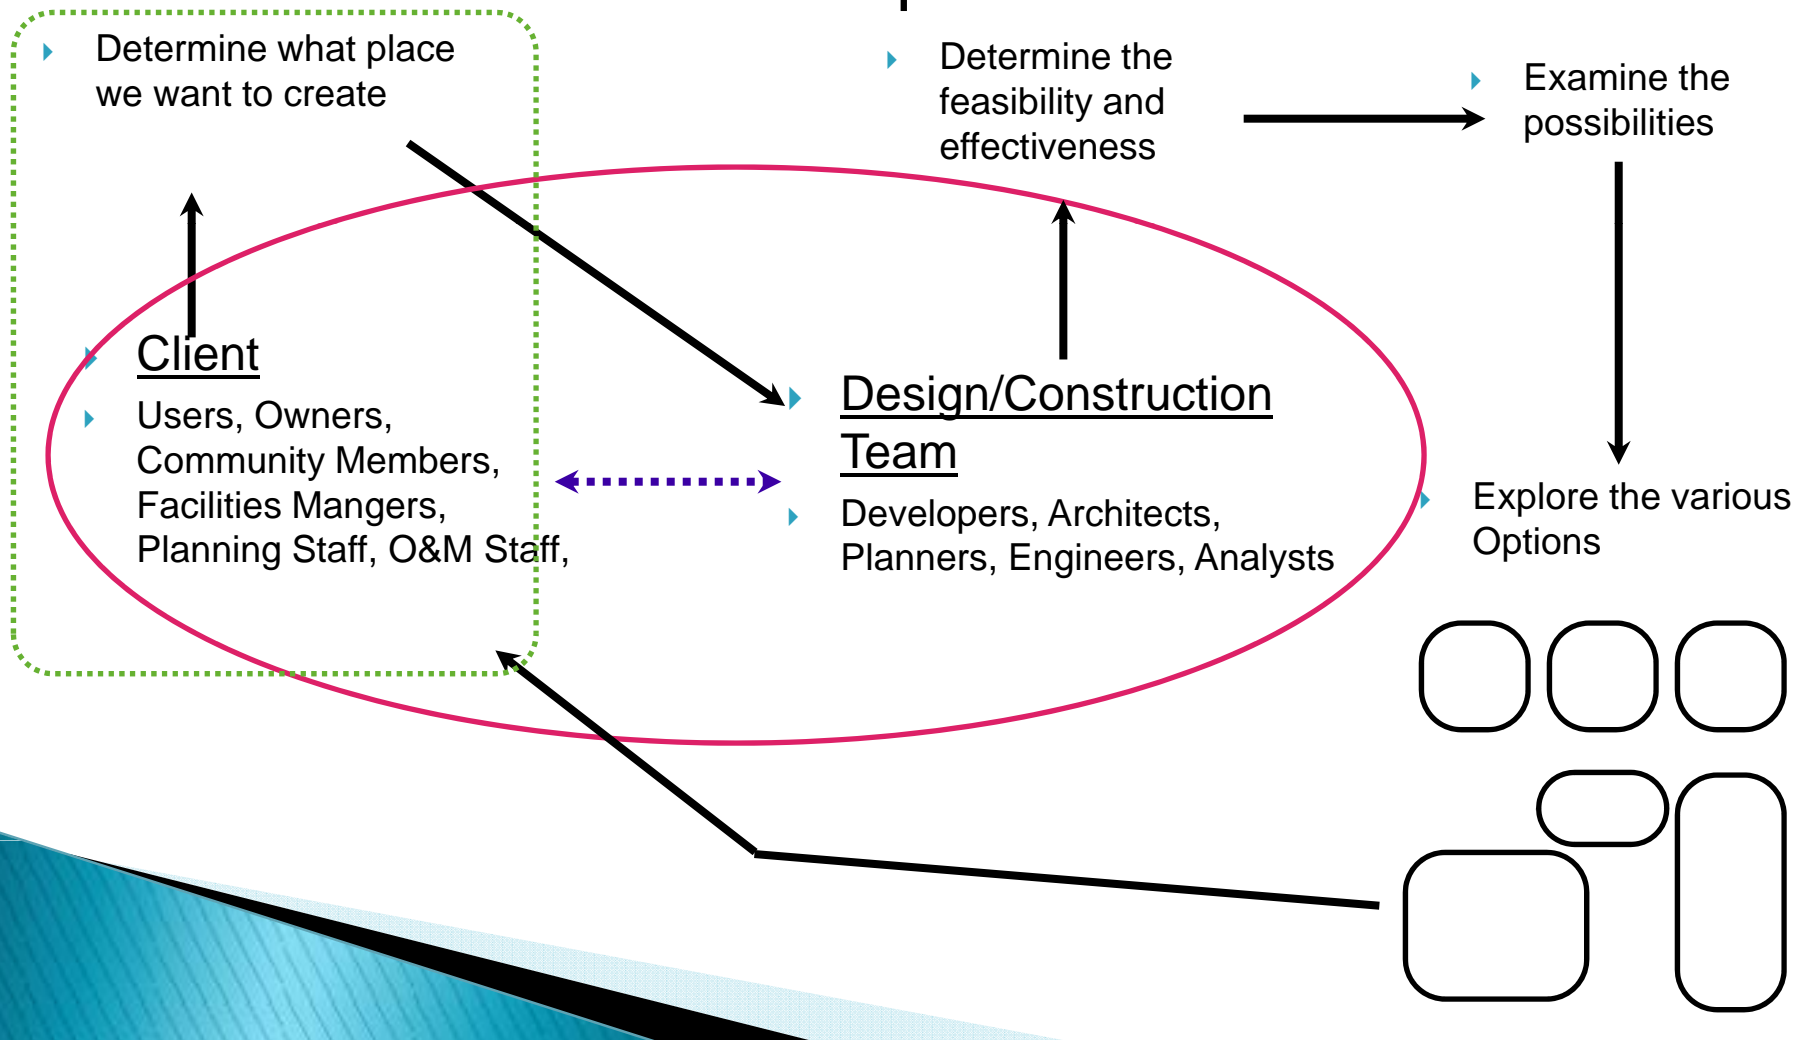 Determine what place
we want to create
Determine the
feasibility and
effectiveness
Examine the
possibilities
Client
Users, Owners,
Community Members,
Facilities Mangers,
Planning Staff, O&M Staff,
Design/Construction
Team
Developers, Architects,
Planners, Engineers, Analysts
Explore the various
Options